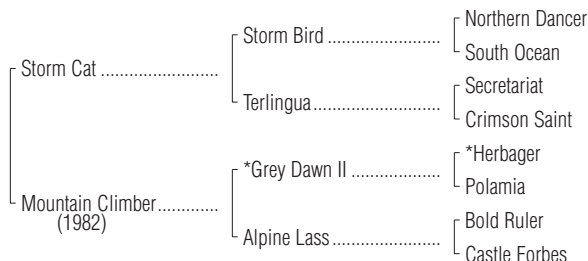 Northern Dancer
Storm Bird ........................
South Ocean
Storm Cat ..................................
Secretariat
Terlingua ...................................
Crimson Saint
*Herbager
*Grey Dawn II ......................
Polamia
Mountain Climber.................
(1982)
Bold Ruler
Alpine Lass ...............................
Castle Forbes